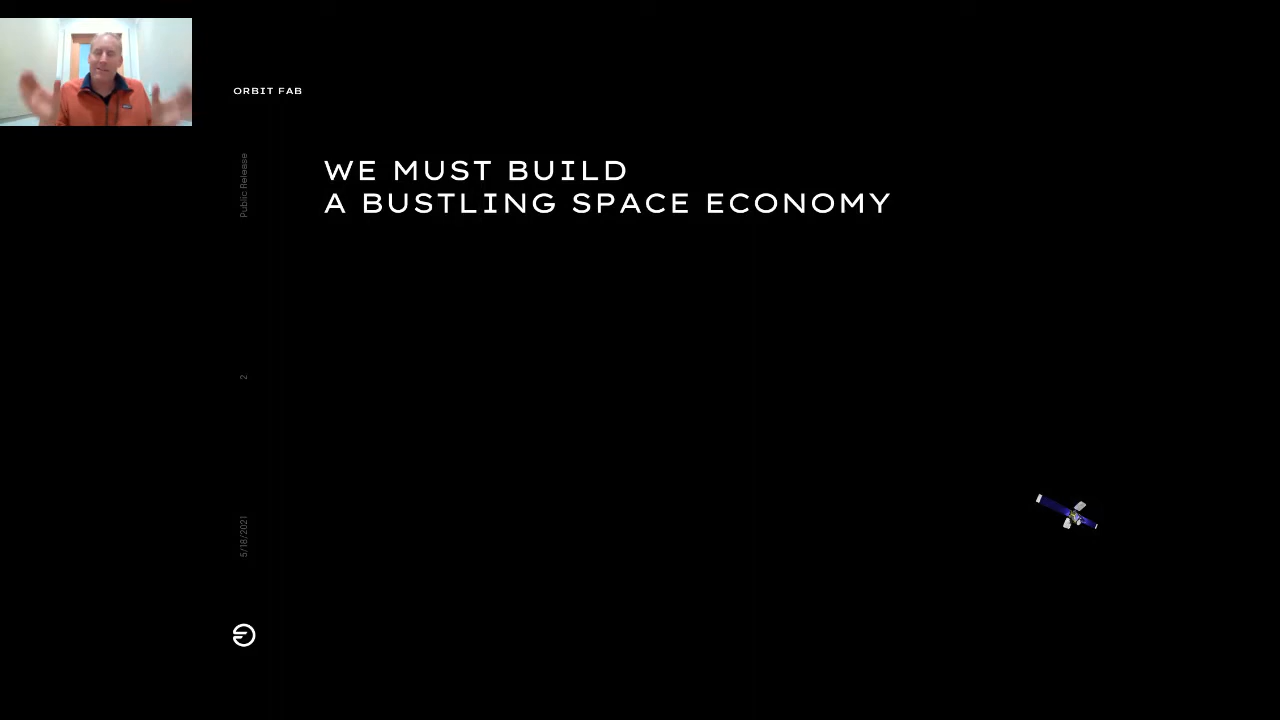 ORBIT FAB
WE MUST BUILD
A BUSTLING SPACE ECONOMY
Public Release
2
5/18/2021